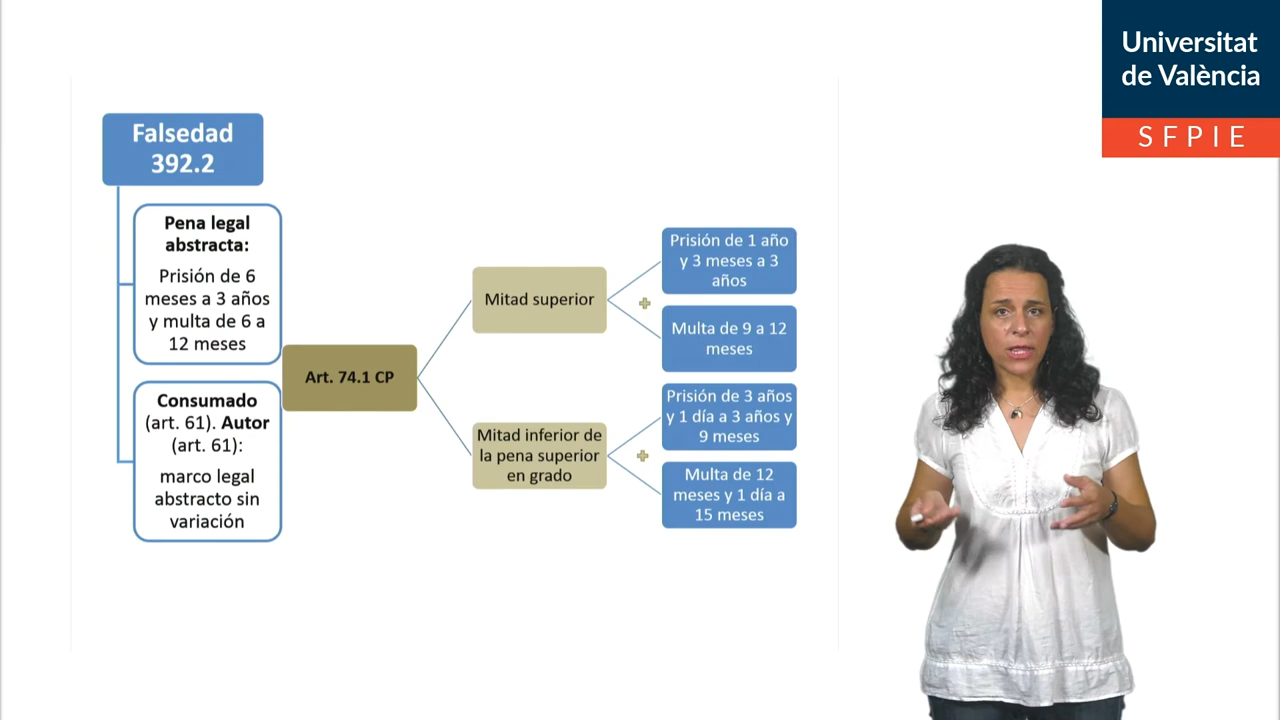 Universitat
de València
SFPIE
Falsedad
392.2
Pena legal
abstracta:
Prisión de 6
meses a 3 años
y multa de 6 a
12 meses
Consumado
(art. 61). Autor
(art. 61):
marco legal
abstracto sin
variación
Art. 74.1 CP
Mitad superior
Prisión de 1 año
y 3 meses a 3
años
Multa de 9 a 12
meses
Mitad inferior de
la pena superior
en grado
Prisión de 3 años
y 1 día a 3 años y
9 meses
Multa de 12
meses y 1 día a
15 meses